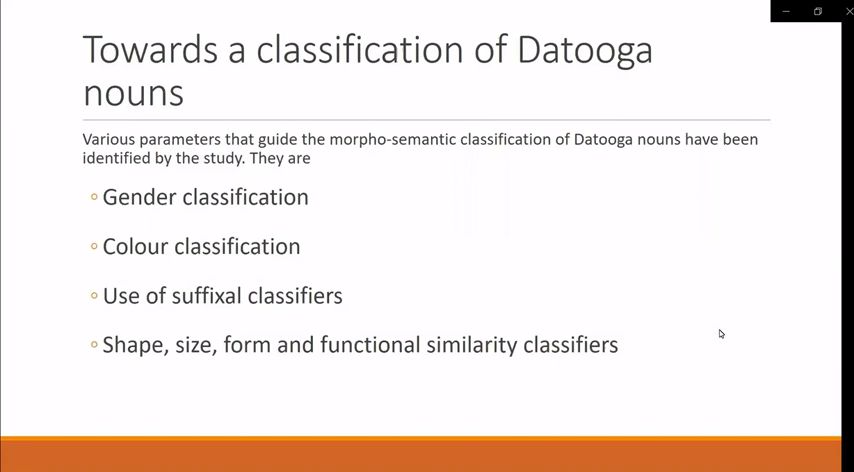 Towards a classification of Datooga
nouns
Various parameters that guide the morpho-semantic classification of Datooga nouns have been
identified by the study. They are
Gender classification
Colour classification
Use of suffixal classifiers
Shape, size, form and functional similarity classifiers